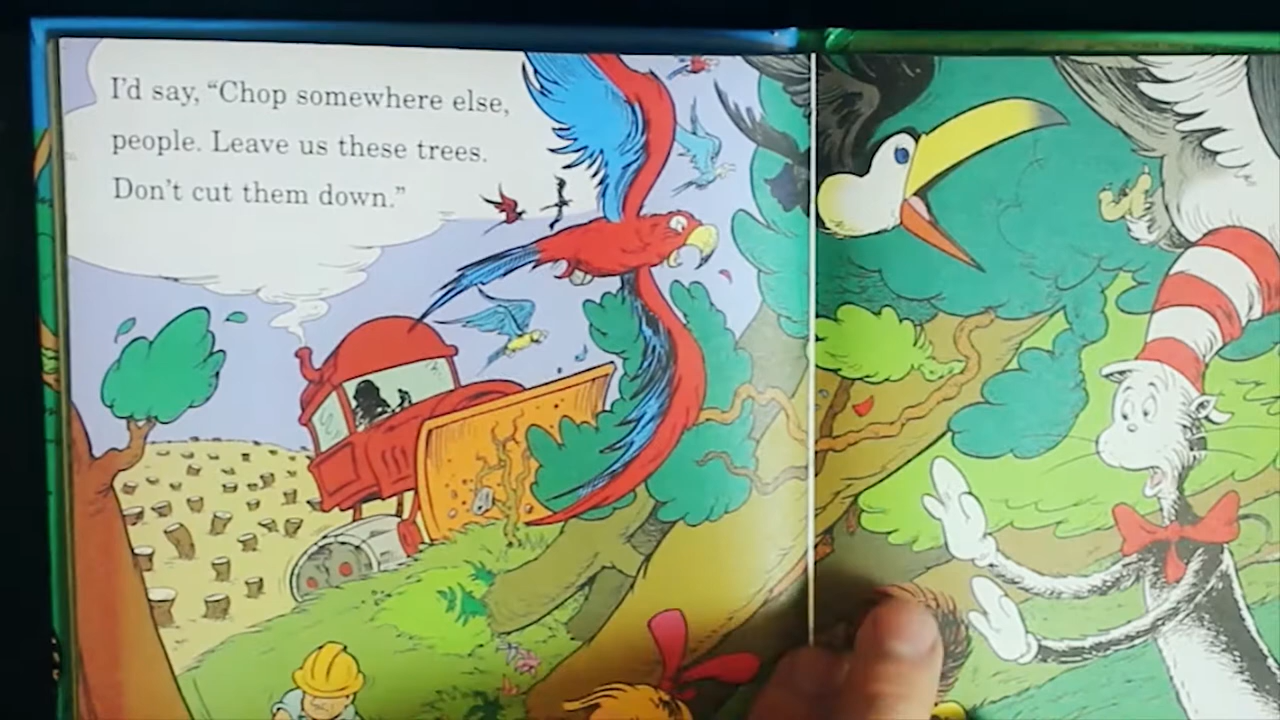 I'd say, “Chop somewhere else,
people. Leave us these trees.
Don't cut them down.”